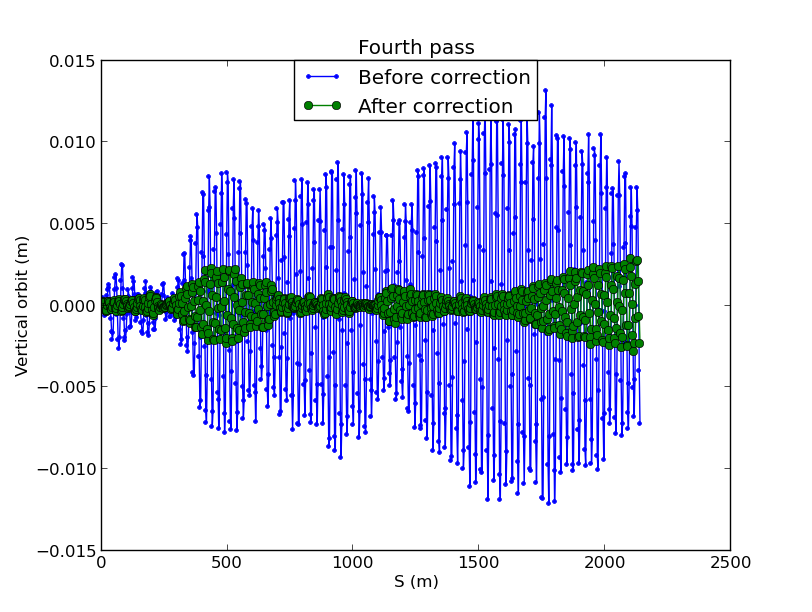 Fourth pass
Before correction
After correction
0.015
0.010
0.005
0.000
−0.005
−0.010
−0.015
Vertical orbit (m)
0 500 1000 1500 2000 2500
S (m)